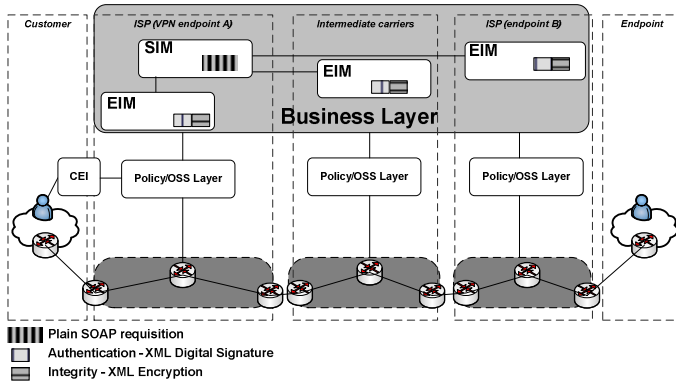 Customer
ISP (VPN endpoint A)
Intermediate carriers
ISP (endpoint B)
Endpoint
SIM
EIM
EIM
EIM
Business Layer
CEI
Policy/OSS Layer
Policy/OSS Layer
Policy/OSS Layer
Plain SOAP requisition
Authentication - XML Digital Signature
Integrity - XML Encryption